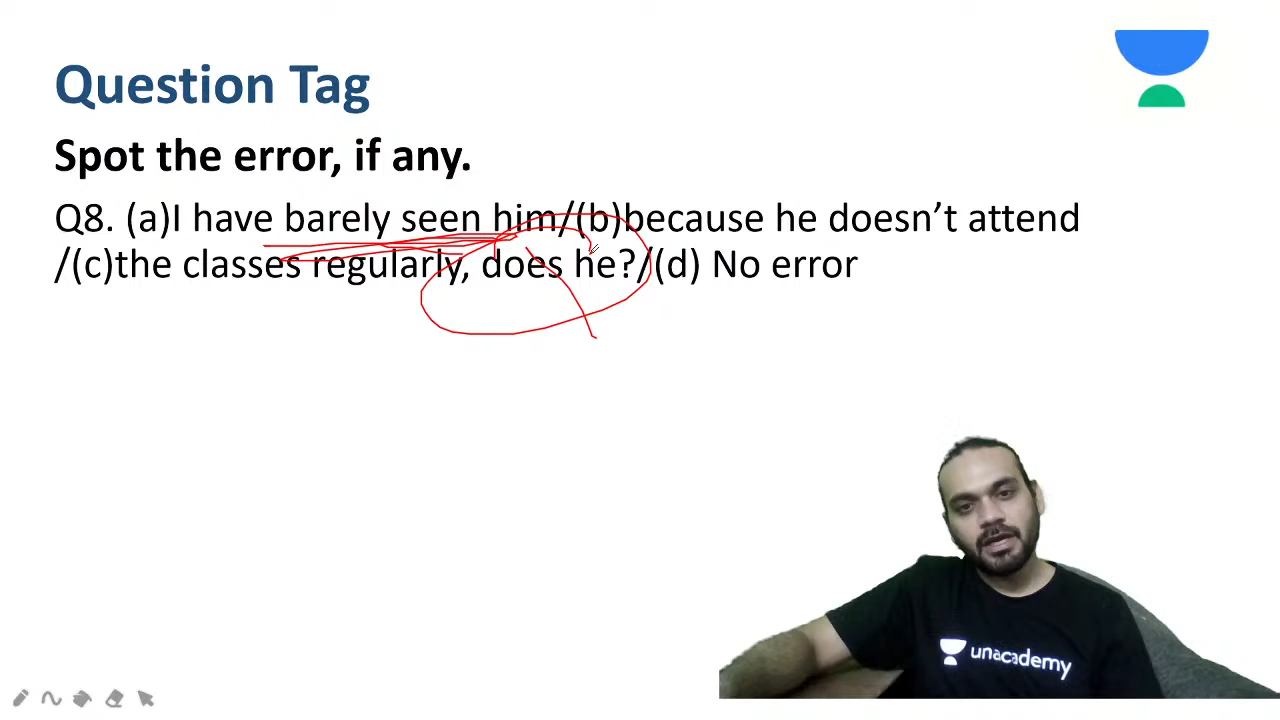 Question Tag
Spot the error, if any.
Q8. (a)I have barely seen him/(b)because he doesn’t attend
/(c)the classes regularly, does he?/(d) No error
unacademy